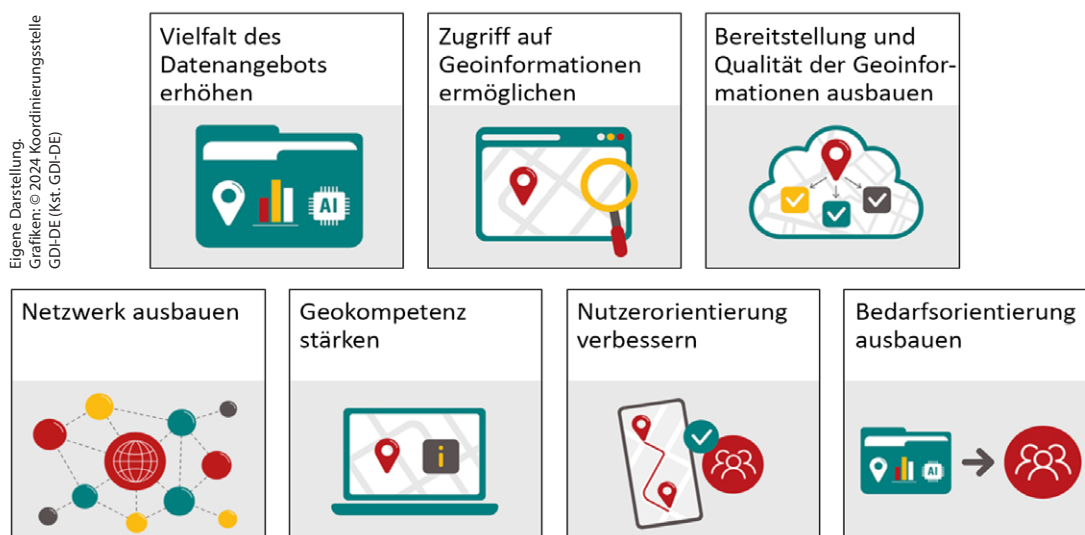 Eigene Darstellung.
Grafiken: © 2024 Koordinierungsstelle
GDI-DE (Kst. GDI-DE)
Vielfalt des
Datenangebots
erhöhen
AI
Zugriff auf
Geoinformationen
ermöglichen
Bereitstellung und
Qualität der Geoinfor-
mationen ausbauen
Netzwerk ausbauen
Geokompetenz
stärken
i
Nutzerorientierung
verbessern
Bedarfsorientierung
ausbauen
AI